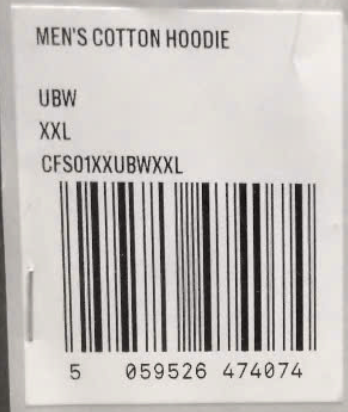 MEN'S COTTON HOODIE
UBW
XXL
CFS01XXUBWXXL
5 059526 474074